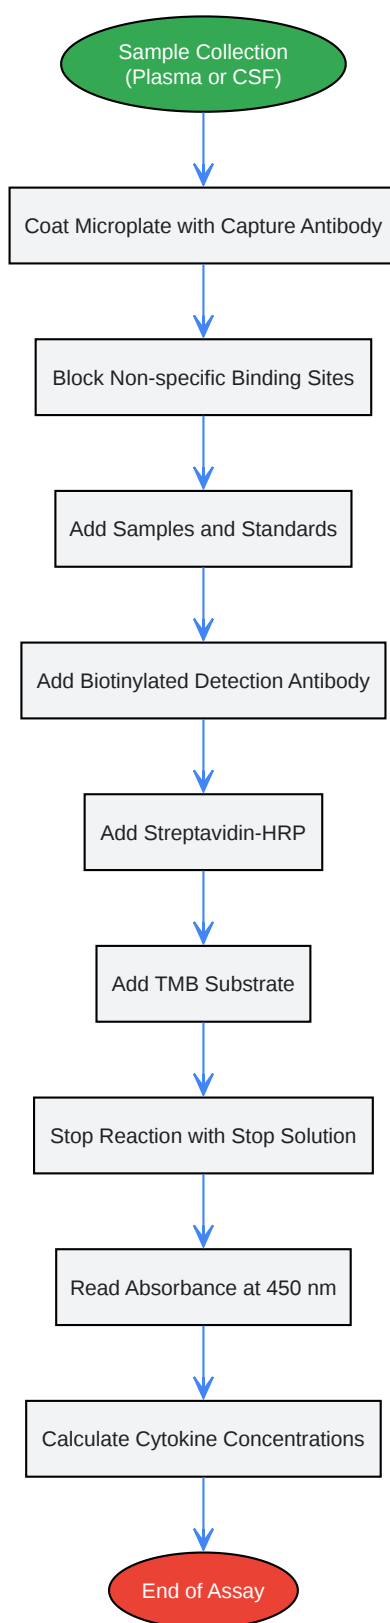 Sample Collection
(Plasma or CSF)
Coat Microplate with Capture Antibody
Block Non-specific Binding Sites
Add Samples and Standards
Add Biotinylated Detection Antibody
Add Streptavidin-HRP
Add TMB Substrate
Stop Reaction with Stop Solution
Read Absorbance at 450 nm
Calculate Cytokine Concentrations
End of Assay